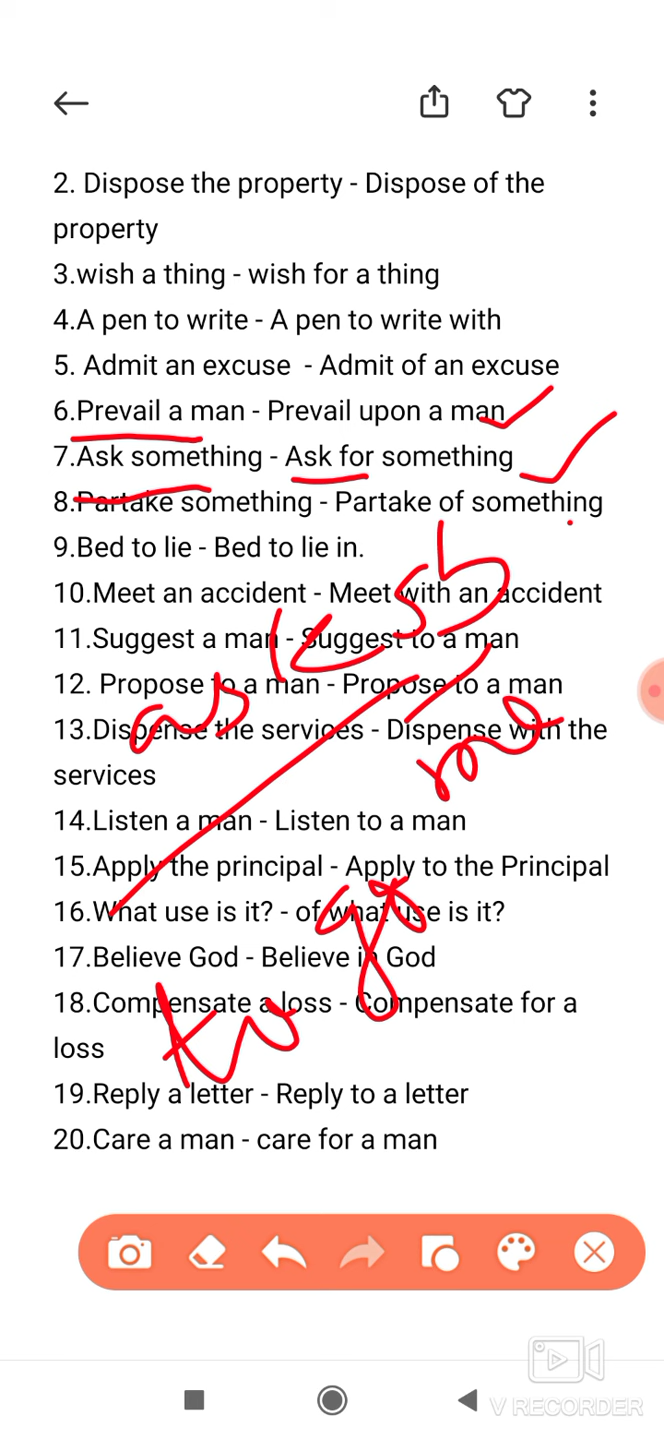 2. Dispose the property - Dispose of the
property
3.wish a thing - wish for a thing
4.A pen to write - A pen to write with
5. Admit an excuse - Admit of an excuse
6.Prevail a man - Prevail upon a man
7.Ask something - Ask for something
8.Partake something - Partake of something
9.Bed to lie - Bed to lie in.
10.Meet an accident - Meet with an accident
11.Suggest a man - Suggest to a man
12. Propose to a man - Propose to a man
13.Dispense the services - Dispense with the
services
14.Listen a man - Listen to a man
15.Apply the principal - Apply to the Principal
16.What use is it? - of what use is it?
17.Believe God - Believe in God
18.Compensate a loss - Compensate for a
loss
19.Reply a letter - Reply to a letter
20.Care a man - care for a man
me
to go
V RECORDER